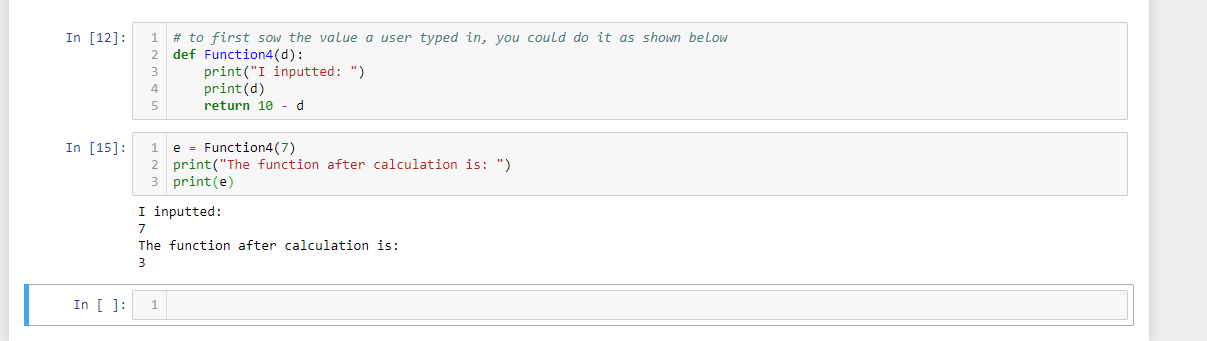 In [12]:
1 # to first sow the value a user typed in, you could do it as shown below
2 def Function4(d):
3     print("I inputted: ")
4     print(d)
5     return 10 - d
In [15]:
1 e = Function4(7)
2 print("The function after calculation is: ")
3 print(e)
I inputted:
7
The function after calculation is:
3
In [ ]:
1